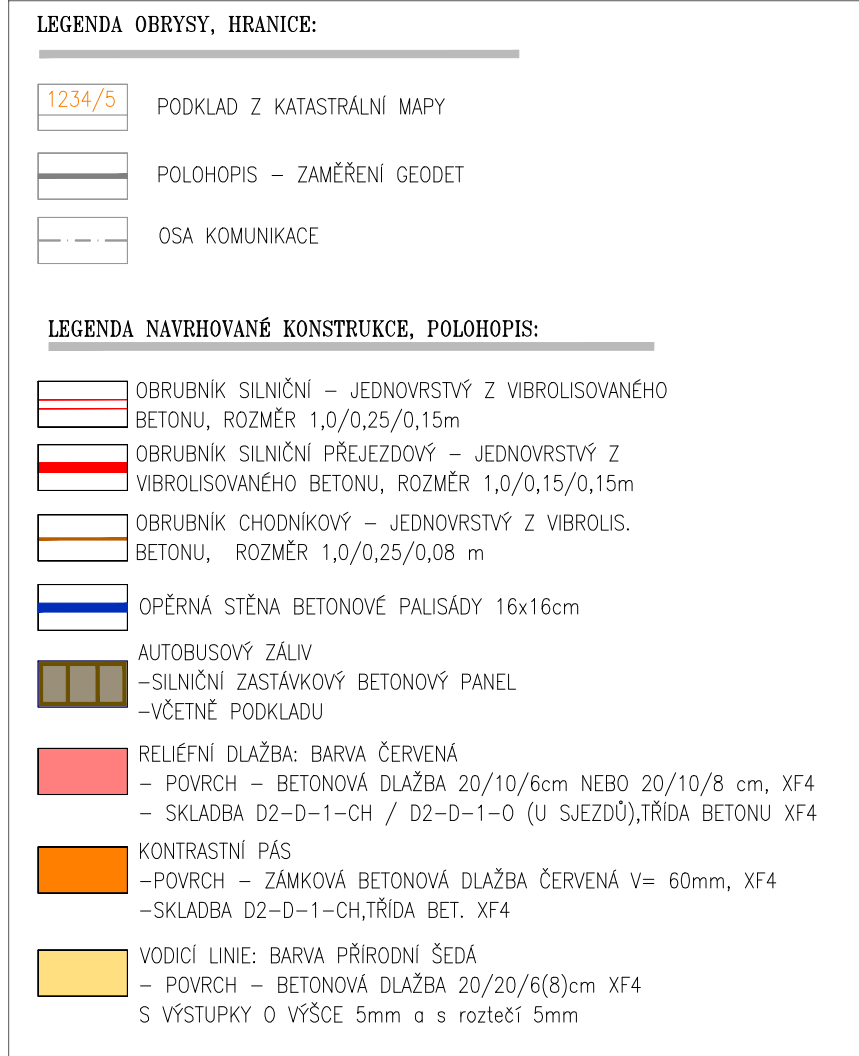 LEGENDA OBRYSY, HRANICE:
1234/5
PODKLAD Z KATASTRÁLNÍ MAPY
POLOHOPIS – ZAMĚŘENÍ GEODET
OSA KOMUNIKACE
LEGENDA NAVRHOVANÉ KONSTRUKCE, POLOHOPIS:
OBRUBNÍK SILNIČNÍ – JEDNOVRSTVÝ Z VIBROLISOVANÉHO
BETONU, ROZMĚR 1,0/0,25/0,15m
OBRUBNÍK SILNIČNÍ PŘEJEZDOVÝ – JEDNOVRSTVÝ Z
VIBROLISOVANÉHO BETONU, ROZMĚR 1,0/0,15/0,15m
OBRUBNÍK CHODNÍKOVÝ – JEDNOVRSTVÝ Z VIBROLIS.
BETONU, ROZMĚR 1,0/0,25/0,08 m
OPĚRNÁ STĚNA BETONOVÉ PALISÁDY 16x16cm
AUTOBUSOVÝ ZÁLIV
–SILNIČNÍ ZASTÁVKOVÝ BETONOVÝ PANEL
–VČETNĚ PODKLADU
RELIÉFNÍ DLAŽBA: BARVA ČERVENÁ
– POVRCH – BETONOVÁ DLAŽBA 20/10/6cm NEBO 20/10/8 cm, XF4
– SKLADBA D2–D–1–CH / D2–D–1–O (U SJEZDŮ),TŘÍDA BETONU XF4
KONTRASTNÍ PÁS
–POVRCH – ZÁMKOVÁ BETONOVÁ DLAŽBA ČERVENÁ V= 60mm, XF4
–SKLADBA D2–D–1–CH,TŘÍDA BET. XF4
VODICÍ LINIE: BARVA PŘÍRODNÍ ŠEDÁ
– POVRCH – BETONOVÁ DLAŽBA 20/20/6(8)cm XF4
S VÝSTUPKY O VÝŠCE 5mm a s roztečí 5mm